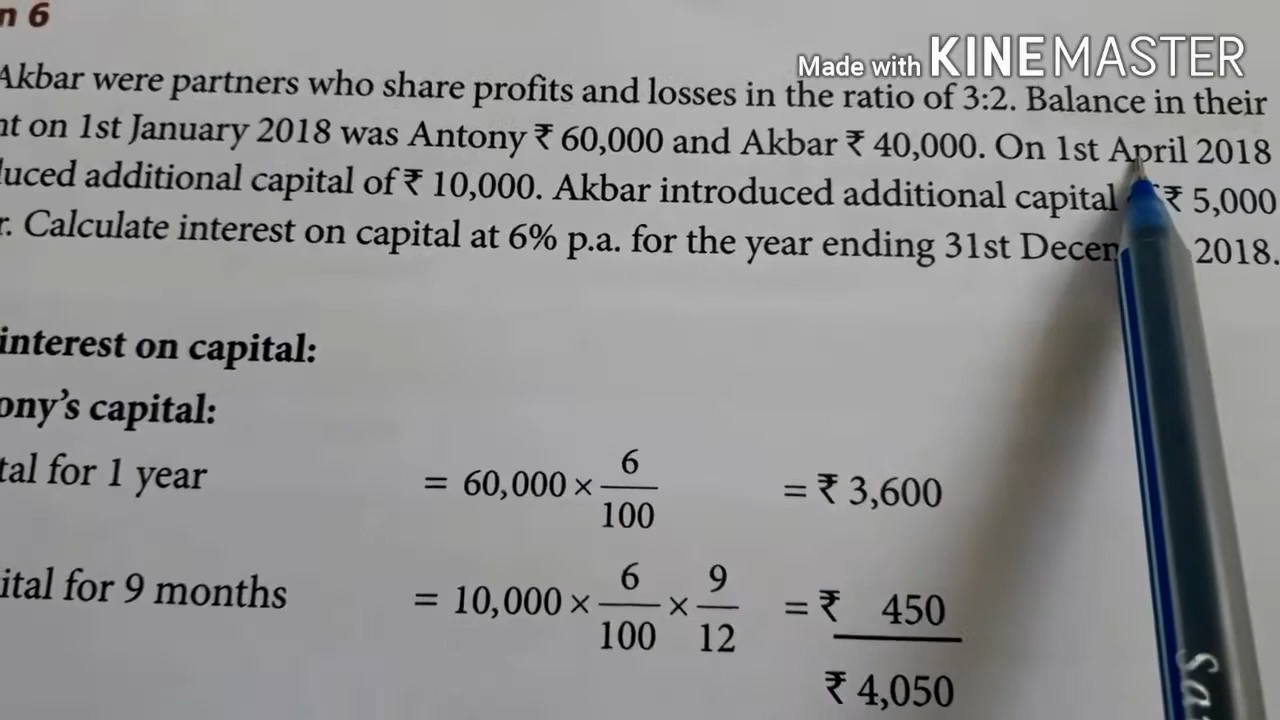 n 6
Made with KINEMASTER
Akbar were partners who share profits and losses in the ratio of 3:2. Balance in their
nt on 1st January 2018 was Antony ₹ 60,000 and Akbar ₹ 40,000. On 1st April 2018
luced additional capital of ₹ 10,000. Akbar introduced additional capital ₹ 5,000
r. Calculate interest on capital at 6% p.a. for the year ending 31st Decem 2018.
interest on capital:
ony's capital:
tal for 1 year = 60,000 × 6/100 = ₹ 3,600
ital for 9 months = 10,000 × 6/100 × 9/12 = ₹ 450
₹ 4,050